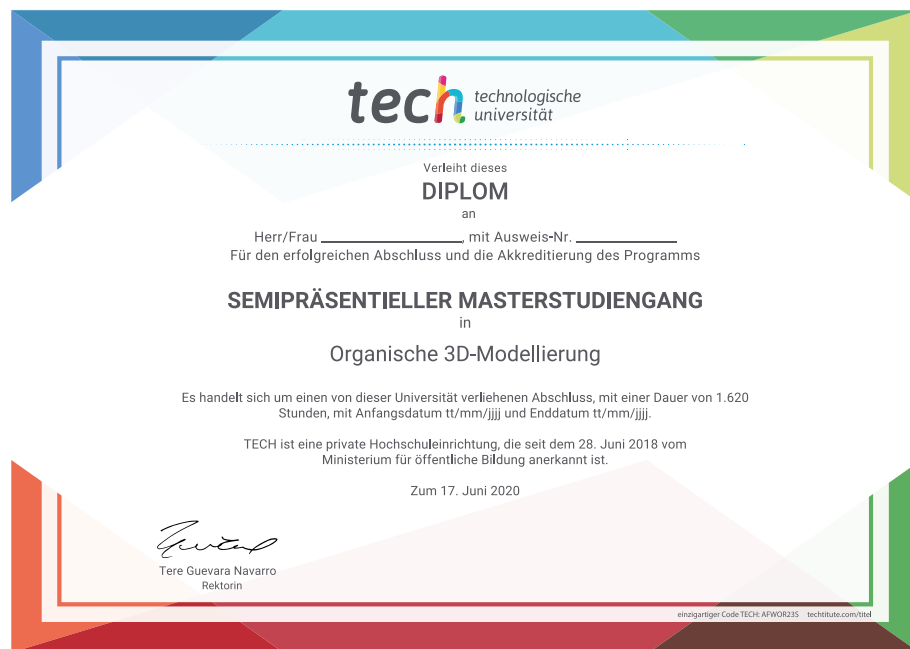 tech technologische
universität
Verleiht dieses
DIPLOM
an
Herr/Frau ____________________, mit Ausweis-Nr. ______________
Für den erfolgreichen Abschluss und die Akkreditierung des Programms
SEMIPRÄSENTIELLER MASTERSTUDIENGANG
in
Organische 3D-Modellierung
Es handelt sich um einen von dieser Universität verliehenen Abschluss, mit einer Dauer von 1.620
Stunden, mit Anfangsdatum tt/mm/jjjj und Enddatum tt/mm/jjjj.
TECH ist eine private Hochschuleinrichtung, die seit dem 28. Juni 2018 vom
Ministerium für öffentliche Bildung anerkannt ist.
Zum 17. Juni 2020
Tere Guevara Navarro
Rektorin
einzigartiger Code TECH: AFWOR23S techtitute.com/titel